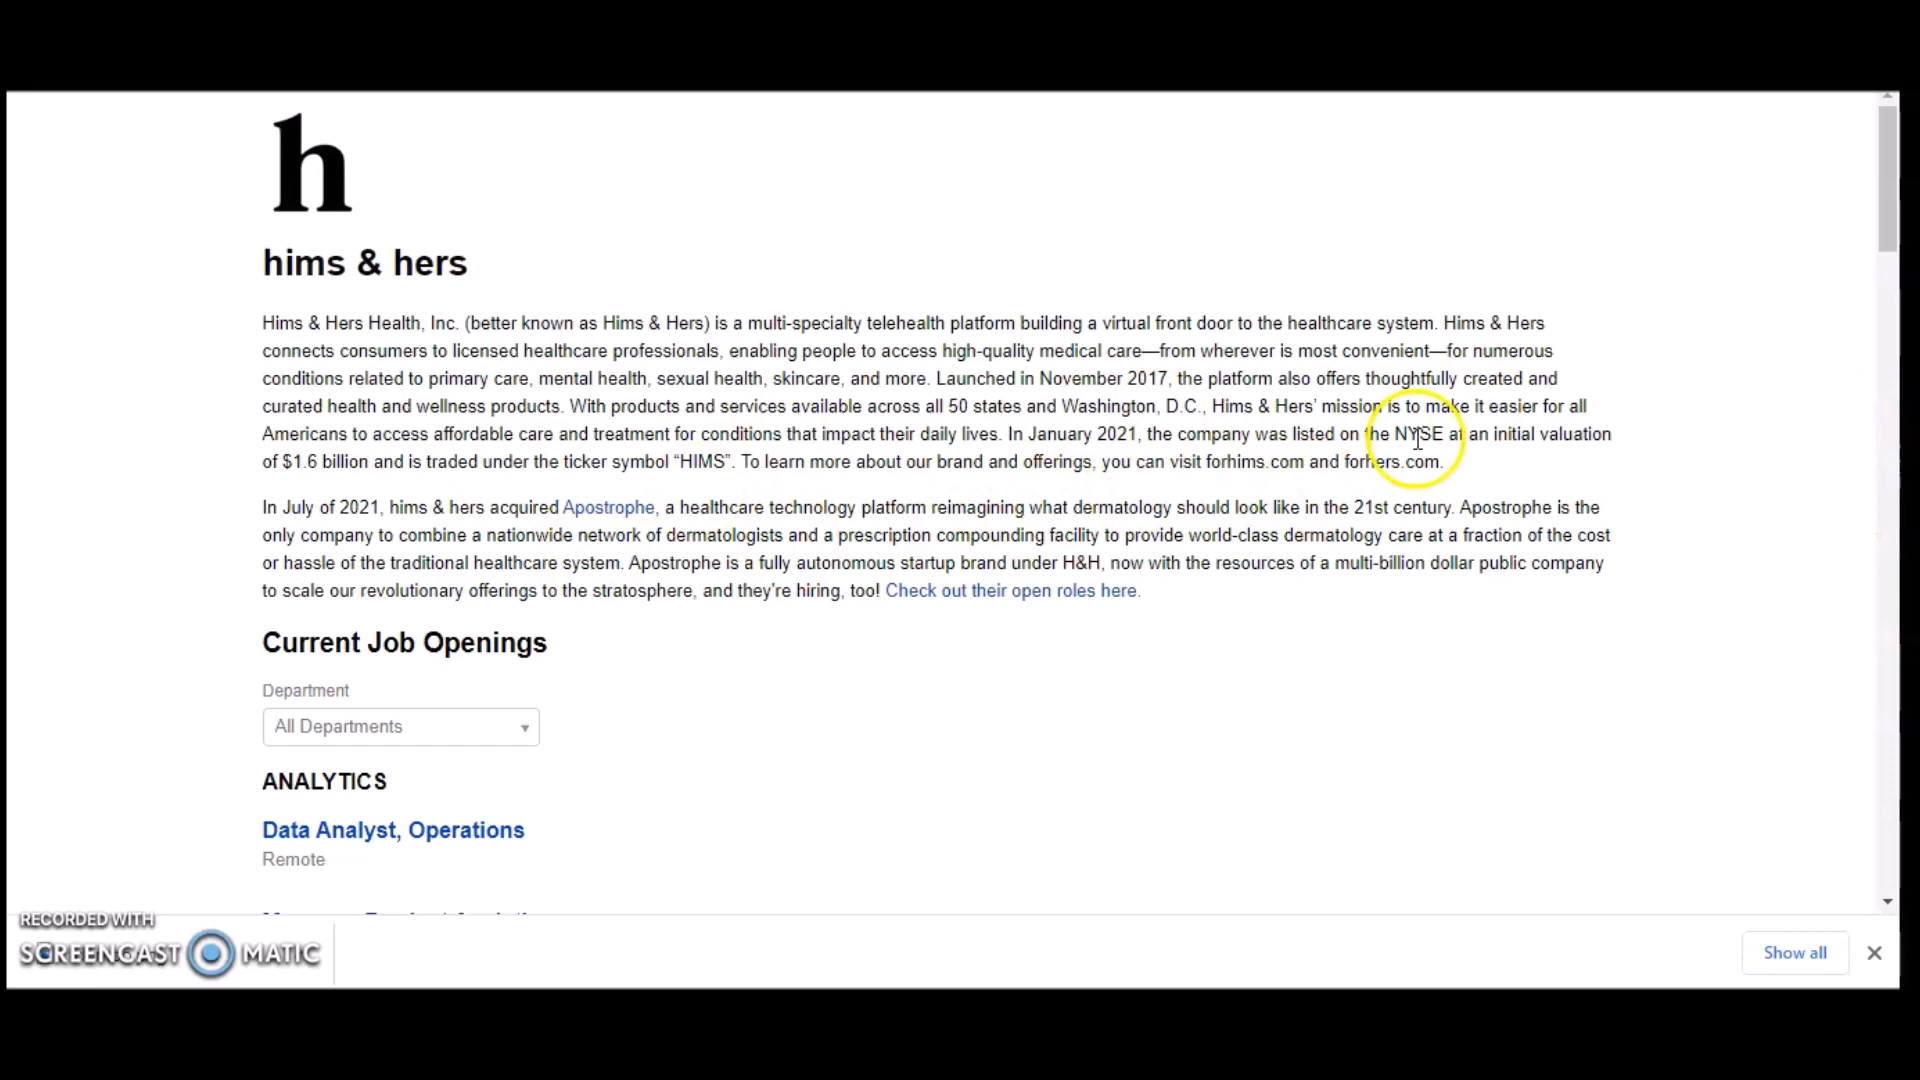 h
hims & hers
Hims & Hers Health, Inc. (better known as Hims & Hers) is a multi-specialty telehealth platform building a virtual front door to the healthcare system. Hims & Hers
connects consumers to licensed healthcare professionals, enabling people to access high-quality medical care—from wherever is most convenient—for numerous
conditions related to primary care, mental health, sexual health, skincare, and more. Launched in November 2017, the platform also offers thoughtfully created and
curated health and wellness products. With products and services available across all 50 states and Washington, D.C., Hims & Hers’ mission is to make it easier for all
Americans to access affordable care and treatment for conditions that impact their daily lives. In January 2021, the company was listed on the NYSE at an initial valuation
of $1.6 billion and is traded under the ticker symbol “HIMS”. To learn more about our brand and offerings, you can visit forhims.com and forhers.com.
In July of 2021, hims & hers acquired Apostrophe, a healthcare technology platform reimagining what dermatology should look like in the 21st century. Apostrophe is the
only company to combine a nationwide network of dermatologists and a prescription compounding facility to provide world-class dermatology care at a fraction of the cost
or hassle of the traditional healthcare system. Apostrophe is a fully autonomous startup brand under H&H, now with the resources of a multi-billion dollar public company
to scale our revolutionary offerings to the stratosphere, and they’re hiring, too! Check out their open roles here.
Current Job Openings
Department
All Departments
ANALYTICS
Data Analyst, Operations
Remote
RECORDED WITH
SCREENCAST MATIC
Show all